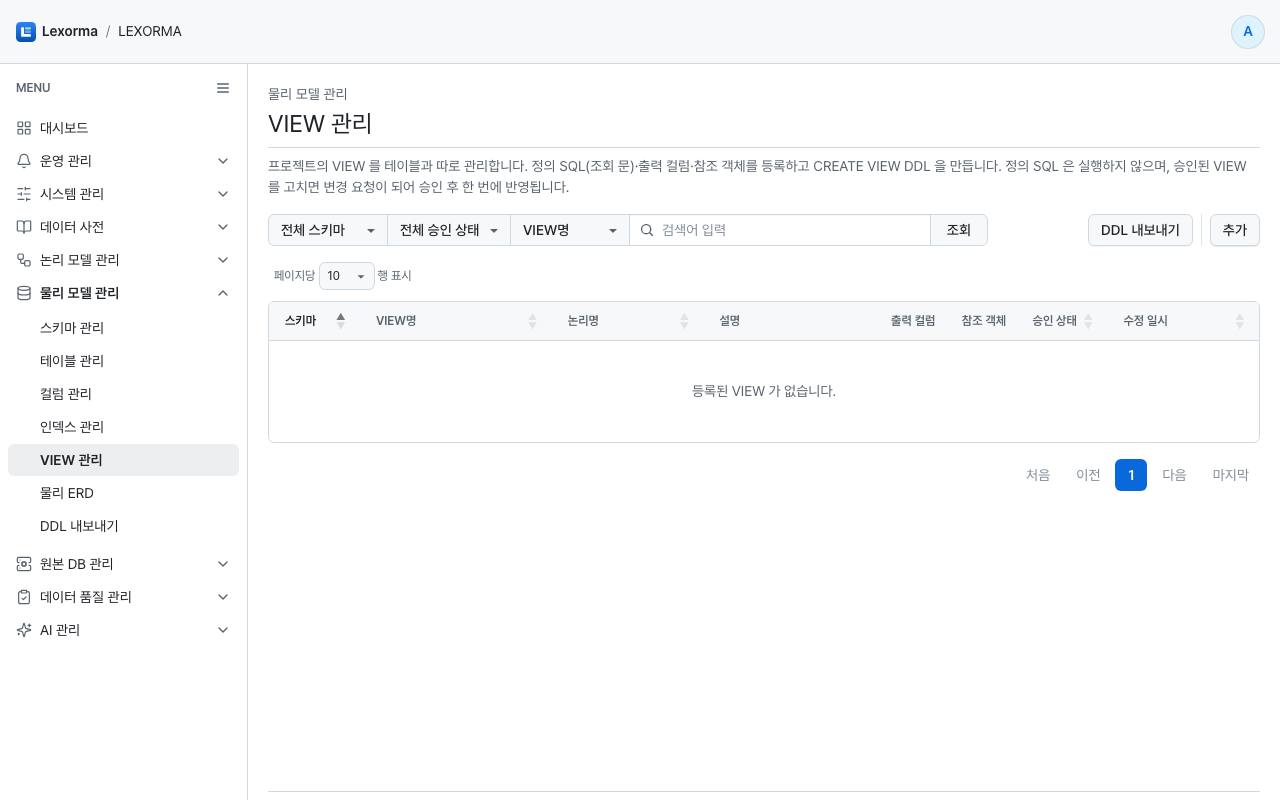 Lexorma / LEXORMA
A
MENU
대시보드
운영 관리
시스템 관리
데이터 사전
논리 모델 관리
물리 모델 관리
스키마 관리
테이블 관리
컬럼 관리
인덱스 관리
VIEW 관리
물리 ERD
DDL 내보내기
원본 DB 관리
데이터 품질 관리
AI 관리
물리 모델 관리
VIEW 관리
프로젝트의 VIEW 를 테이블과 따로 관리합니다. 정의 SQL(조회 문)·출력 컬럼·참조 객체를 등록하고 CREATE VIEW DDL 을 만듭니다. 정의 SQL 은 실행하지 않으며, 승인된 VIEW
를 고치면 변경 요청이 되어 승인 후 한 번에 반영됩니다.
전체 스키마 전체 승인 상태 VIEW명 검색어 입력 조회 DDL 내보내기 추가
페이지당 10 행 표시
스키마 VIEW명 논리명 설명 출력 컬럼 참조 객체 승인 상태 수정 일시
등록된 VIEW 가 없습니다.
처음 이전 1 다음 마지막